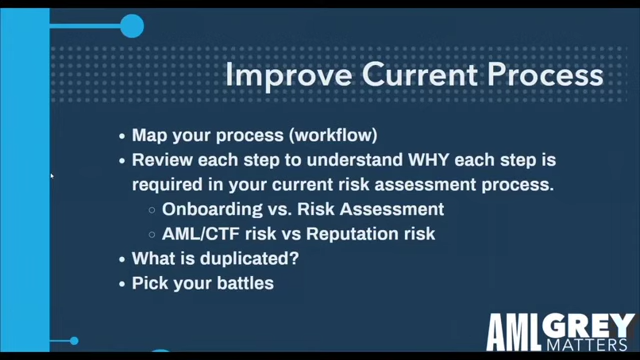 Improve Current Process
• Map your process (workflow)
• Review each step to understand WHY each step is
required in your current risk assessment process.
○ Onboarding vs. Risk Assessment
○ AML/CTF risk vs Reputation risk
• What is duplicated?
• Pick your battles
AML GREY
MATTERS